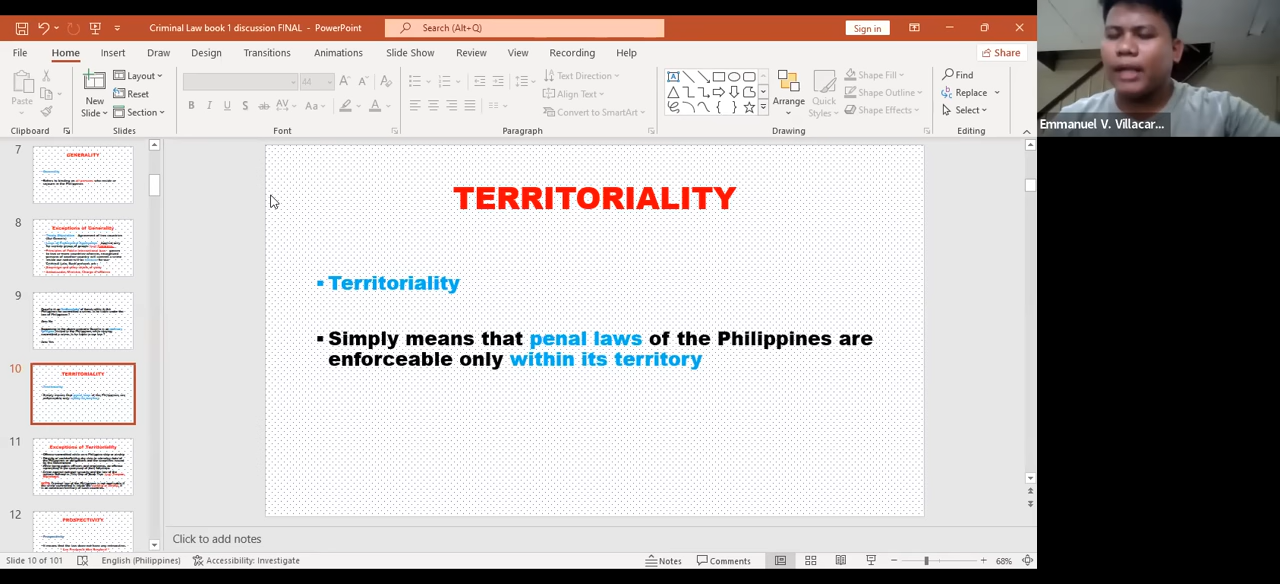 Criminal Law book 1 discussion FINAL - PowerPoint
Search (Alt+Q)
Sign in
File Home Insert Draw Design Transitions Animations Slide Show Review View Recording Help
Share
Paste
New Slide
Layout
Reset
Section
44
B I U S ab AV Aa A
Text Direction
Align Text
Convert to SmartArt
Arrange
Quick Styles
Shape Fill
Shape Outline
Shape Effects
Find
Replace
Select
Clipboard Slides Font Paragraph Drawing Editing
Emmanuel V. Villacar...
7
GENERALITY
8
Exceptions of Generality
9
10
TERRITORIALITY
11
Exceptions of Territoriality
12
PROSPECTIVITY
TERRITORIALITY
▪ Territoriality
▪ Simply means that penal laws of the Philippines are
enforceable only within its territory
Click to add notes
Slide 10 of 101 English (Philippines) Accessibility: Investigate Notes Comments 68%